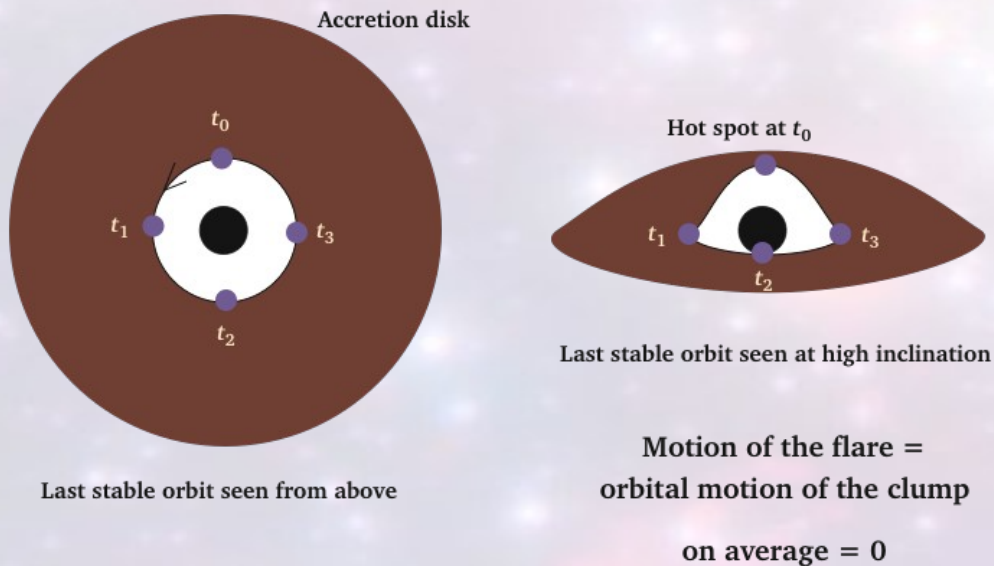 Accretion disk
t₀
t₁
t₃
t₂
Last stable orbit seen from above
Hot spot at t₀
t₁
t₃
t₂
Last stable orbit seen at high inclination
Motion of the flare =
orbital motion of the clump
on average = 0